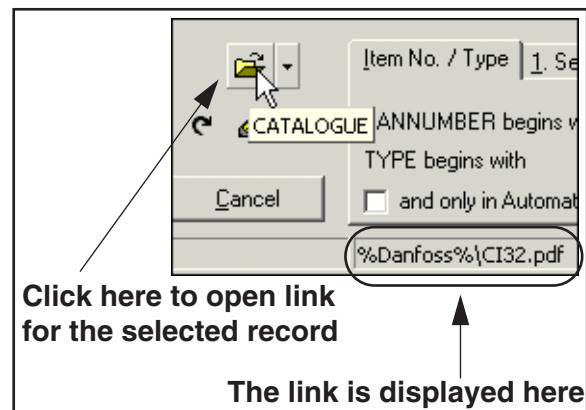 Item No. / Type 1. Se
CATALOGUE ANNUMBER begins w
TYPE begins with
Cancel and only in Automat
%Danfoss%\CI32.pdf
Click here to open link
for the selected record
The link is displayed here